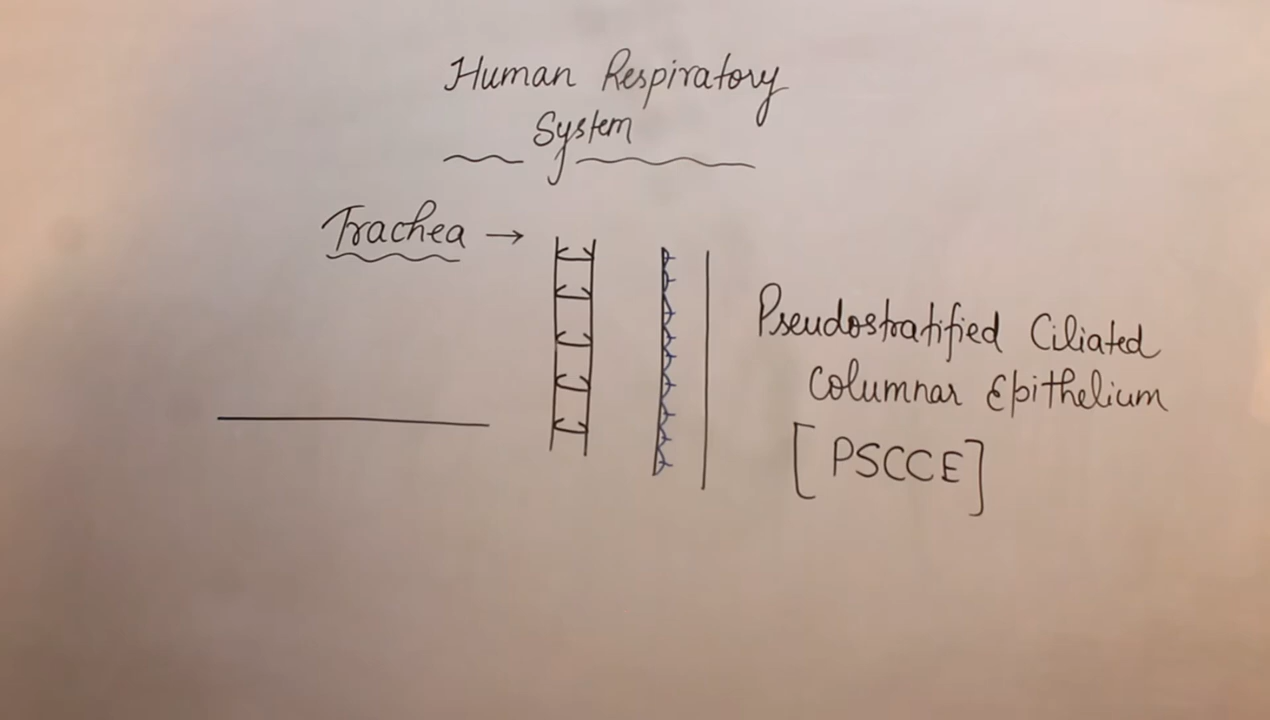 Human Respiratory
System
Trachea →
Pseudostratified Ciliated
Columnar Epithelium
[PSCCE]